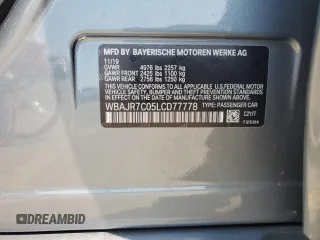 MFD BY BAYERISCHE MOTOREN WERKE AG
11/19
GVWR 4976 lbs 2257 kg
GAWR FRONT 2425 lbs 1100 kg
GAWR REAR 2756 lbs 1250 kg
THIS VEHICLE CONFORMS TO ALL APPLICABLE U.S. FEDERAL MOTOR
VEHICLE SAFETY, BUMPER, AND THEFT PREVENTION STANDARDS IN
EFFECT ON THE DATE OF MANUFACTURE SHOWN ABOVE.
WBAJR7C05LCD77778 TYPE: PASSENGER CAR
DREAMBID